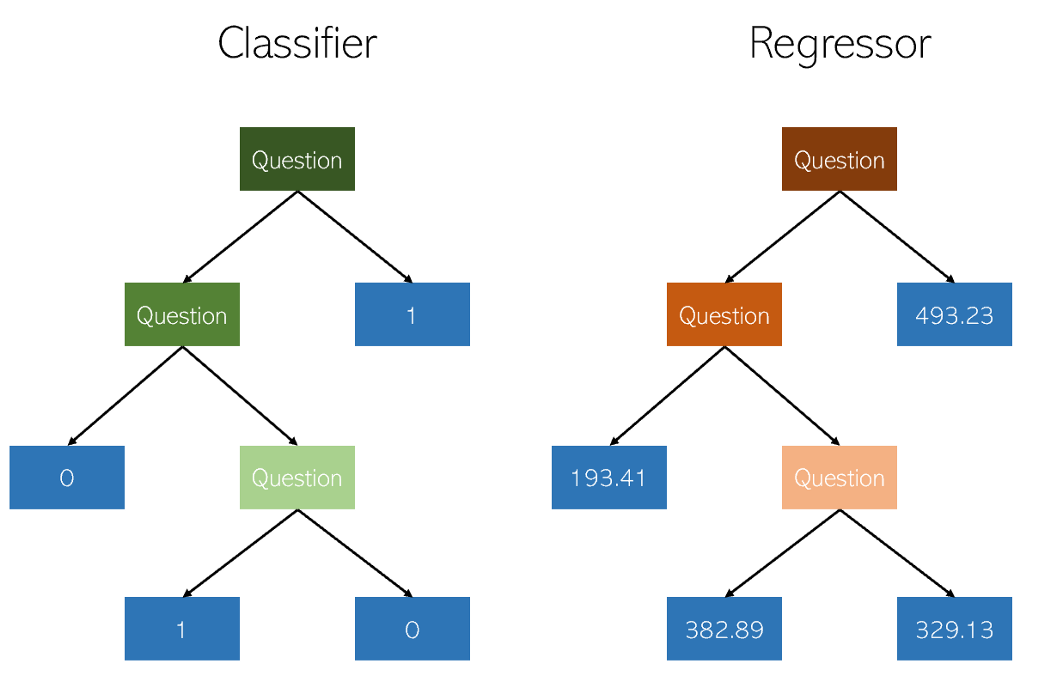 Classifier
Question
Question
1
0
Question
1
0
Regressor
Question
Question
493.23
193.41
Question
382.89
329.13